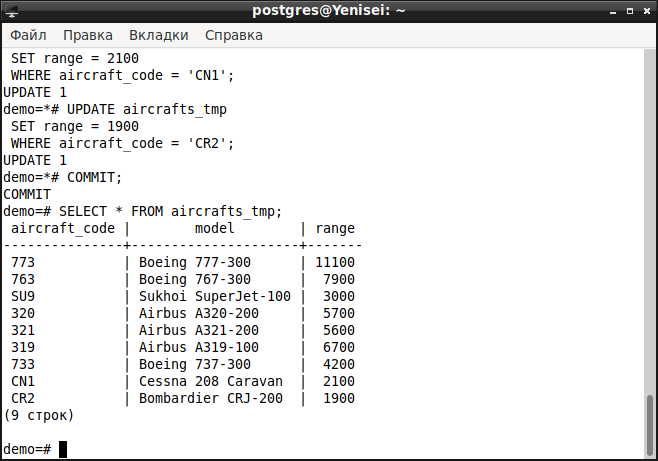 postgres@Yenisei: ~
Файл Правка Вкладки Справка
 SET range = 2100
 WHERE aircraft_code = 'CN1';
UPDATE 1
demo=*# UPDATE aircrafts_tmp
 SET range = 1900
 WHERE aircraft_code = 'CR2';
UPDATE 1
demo=*# COMMIT;
COMMIT
demo=# SELECT * FROM aircrafts_tmp;
 aircraft_code |        model        | range
---------------+---------------------+-------
 773           | Boeing 777-300      | 11100
 763           | Boeing 767-300      |  7900
 SU9           | Sukhoi SuperJet-100 |  3000
 320           | Airbus A320-200     |  5700
 321           | Airbus A321-200     |  5600
 319           | Airbus A319-100     |  6700
 733           | Boeing 737-300      |  4200
 CN1           | Cessna 208 Caravan  |  2100
 CR2           | Bombardier CRJ-200  |  1900
(9 строк)
demo=#